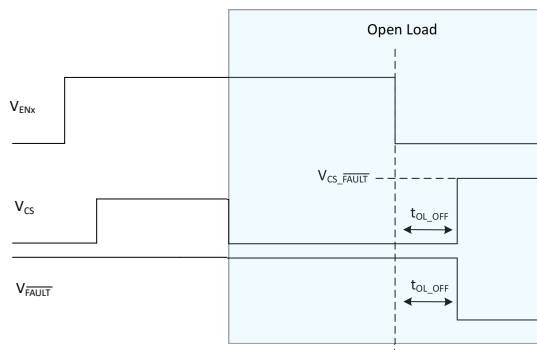 Open Load
VENx
VCS_FAULT
VCS
tOL_OFF
VFAULT
tOL_OFF